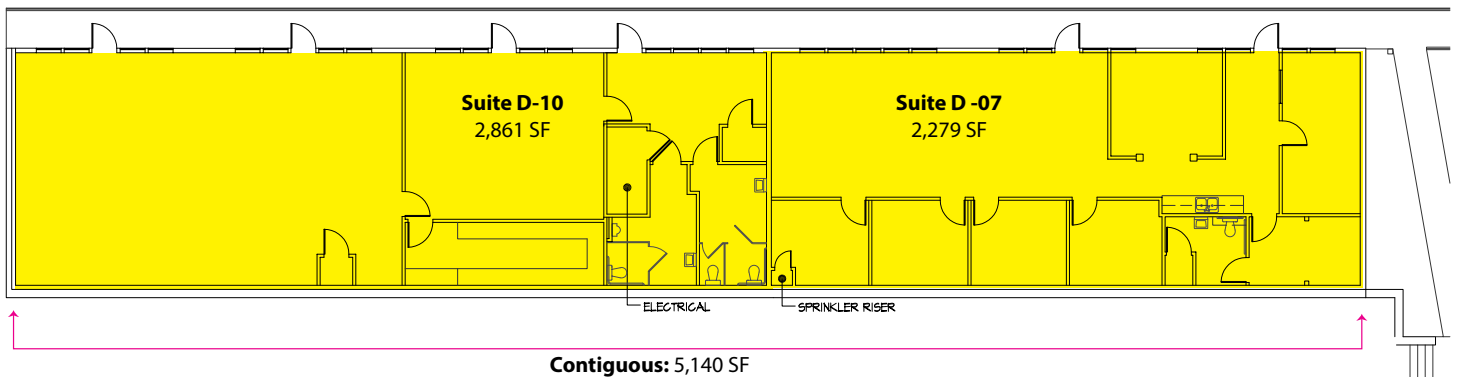 Suite D-10
2,861 SF
Suite D -07
2,279 SF
ELECTRICAL
SPRINKLER RISER
Contiguous: 5,140 SF